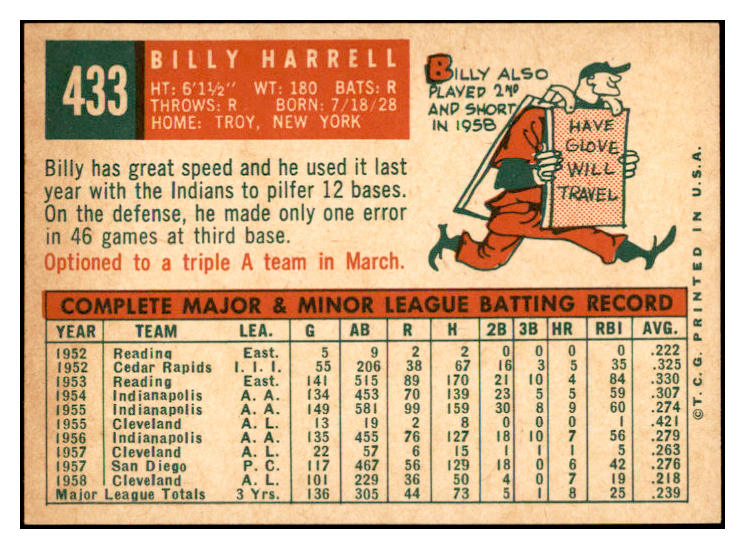 433
BILLY HARRELL
HT: 6'1½" WT: 180 BATS: R
THROWS: R BORN: 7/18/28
HOME: TROY, NEW YORK
Billy has great speed and he used it last
year with the Indians to pilfer 12 bases.
On the defense, he made only one error
in 46 games at third base.
Optioned to a triple A team in March.
BILLY ALSO
PLAYED 2ND
AND SHORT
IN 1958
HAVE
GLOVE
WILL
TRAVEL
COMPLETE MAJOR & MINOR LEAGUE BATTING RECORD
YEAR TEAM LEA. G AB R H 2B 3B HR RBI AVG.
1952 Reading East. 5 9 2 2 0 0 0 0 .222
1952 Cedar Rapids I. I. I. 55 206 38 67 16 3 5 35 .325
1953 Reading East. 141 515 89 170 21 10 4 84 .330
1954 Indianapolis A. A. 134 453 70 139 23 5 5 59 .307
1955 Indianapolis A. A. 149 581 99 159 30 8 9 60 .274
1955 Cleveland A. L. 13 19 2 8 0 0 0 1 .421
1956 Indianapolis A. A. 135 455 76 127 18 10 7 56 .279
1957 Cleveland A. L. 22 57 6 15 1 1 1 5 .263
1957 San Diego P. C. 117 467 56 129 18 0 6 42 .276
1958 Cleveland A. L. 101 229 36 50 4 0 7 19 .218
Major League Totals 3 Yrs. 136 305 44 73 5 1 8 25 .239
© T. C. G. PRINTED IN U.S.A.